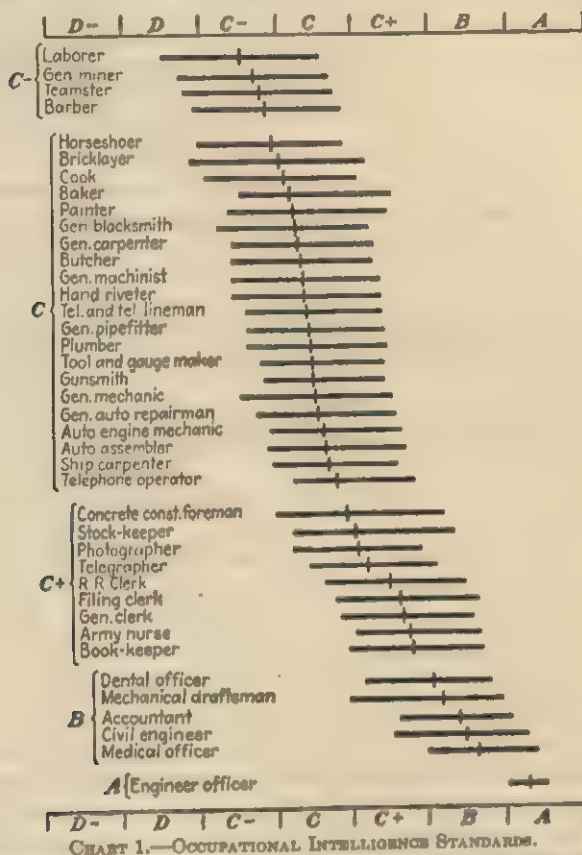 D- D C- C C+ B A
C-
Laborer
Gen miner
Teamster
Barber
C
Horseshoer
Bricklayer
Cook
Baker
Painter
Gen blacksmith
Gen. carpenter
Butcher
Gen. machinist
Hand riveter
Tel. and tel lineman
Gen. pipefitter
Plumber
Tool and gauge maker
Gunsmith
Gen. mechanic
Gen. auto repairman
Auto engine mechanic
Auto assembler
Ship carpenter
Telephone operator
C+
Concrete const. foreman
Stock-keeper
Photographer
Telegrapher
R R Clerk
Filing clerk
Gen. clerk
Army nurse
Book-keeper
B
Dental officer
Mechanical draftsman
Accountant
Civil engineer
Medical officer
A Engineer officer
D- D C- C C+ B A
CHART 1.—OCCUPATIONAL INTELLIGENCE STANDARDS.